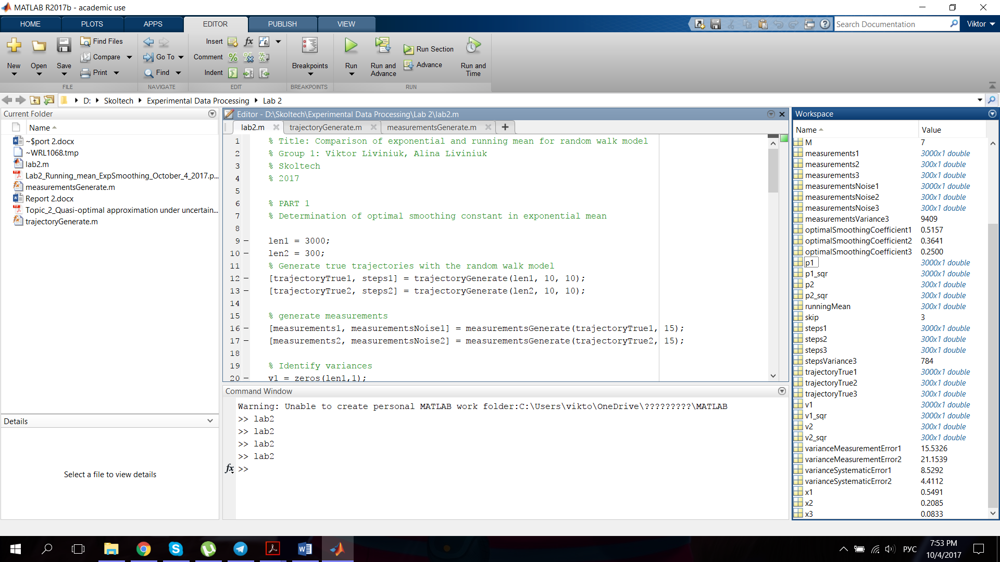 MATLAB R2017b - academic use
HOME PLOTS APPS EDITOR PUBLISH VIEW
Search Documentation
Viktor
New
Open
Save
Find Files
Compare
Print
FILE
Go To
Find
NAVIGATE
Insert
Comment
Indent
EDIT
Breakpoints
BREAKPOINTS
Run
Run and Advance
Run Section
Advance
Run and Time
RUN
D: Skoltech Experimental Data Processing Lab 2
Current Folder
Name
~$port 2.docx
~WRL1068.tmp
lab2.m
Lab2_Running_mean_ExpSmoothing_October_4_2017.p...
measurementsGenerate.m
Report 2.docx
Topic_2_Quasi-optimal approximation under uncertain...
trajectoryGenerate.m
Details
Select a file to view details
Editor - D:\Skoltech\Experimental Data Processing\Lab 2\lab2.m
lab2.m trajectoryGenerate.m measurementsGenerate.m
1 % Title: Comparison of exponential and running mean for random walk model
2 % Group 1: Viktor Liviniuk, Alina Liviniuk
3 % Skoltech
4 % 2017
5
6 % PART 1
7 % Determination of optimal smoothing constant in exponential mean
8
9 len1 = 3000;
10 len2 = 300;
11 % Generate true trajectories with the random walk model
12 [trajectoryTrue1, steps1] = trajectoryGenerate(len1, 10, 10);
13 [trajectoryTrue2, steps2] = trajectoryGenerate(len2, 10, 10);
14
15 % generate measurements
16 [measurements1, measurementsNoise1] = measurementsGenerate(trajectoryTrue1, 15);
17 [measurements2, measurementsNoise2] = measurementsGenerate(trajectoryTrue2, 15);
18
19 % Identify variances
20 v1 = zeros(len1,1);
Command Window
Warning: Unable to create personal MATLAB work folder:C:\Users\vikto\OneDrive\?????????\MATLAB
>> lab2
>> lab2
>> lab2
>> lab2
fx >>
Workspace
Name Value
M 7
measurements1 3000x1 double
measurements2 300x1 double
measurements3 300x1 double
measurementsNoise1 3000x1 double
measurementsNoise2 300x1 double
measurementsNoise3 300x1 double
measurementsVariance3 9409
optimalSmoothingCoefficient1 0.5157
optimalSmoothingCoefficient2 0.3641
optimalSmoothingCoefficient3 0.2500
p1 3000x1 double
p1_sqr 3000x1 double
p2 300x1 double
p2_sqr 300x1 double
runningMean 300x1 double
skip 3
steps1 3000x1 double
steps2 300x1 double
steps3 300x1 double
stepsVariance3 784
trajectoryTrue1 3000x1 double
trajectoryTrue2 300x1 double
trajectoryTrue3 300x1 double
v1 3000x1 double
v1_sqr 3000x1 double
v2 300x1 double
v2_sqr 300x1 double
varianceMeasurementError1 15.5326
varianceMeasurementError2 21.1539
varianceSystematicError1 8.5292
varianceSystematicError2 4.4112
x1 0.5491
x2 0.2085
x3 0.0833
РУС
7:53 PM
10/4/2017